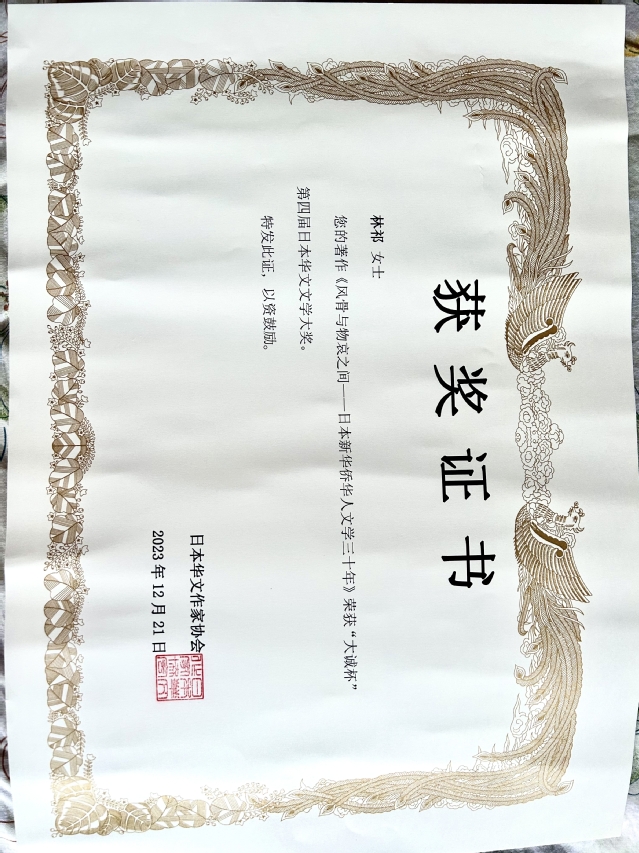 获奖证书
林祁 女士
您的著作《风骨与物哀之间——日本新华侨华人文学三十年》荣获“大诚杯”
第四届日本华文文学大奖。
特发此证，以资鼓励。
日本华文作家协会
2023年12月21日